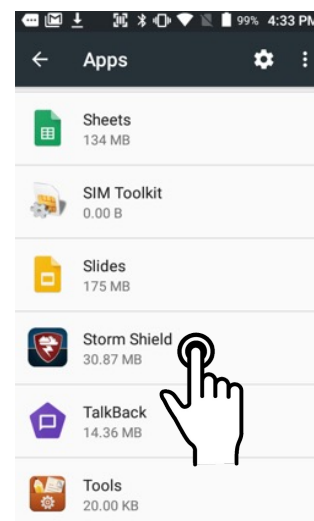 99% 4:33 PM
Apps
Sheets
134 MB
SIM Toolkit
0.00 B
Slides
175 MB
Storm Shield
30.87 MB
TalkBack
14.36 MB
Tools
20.00 KB